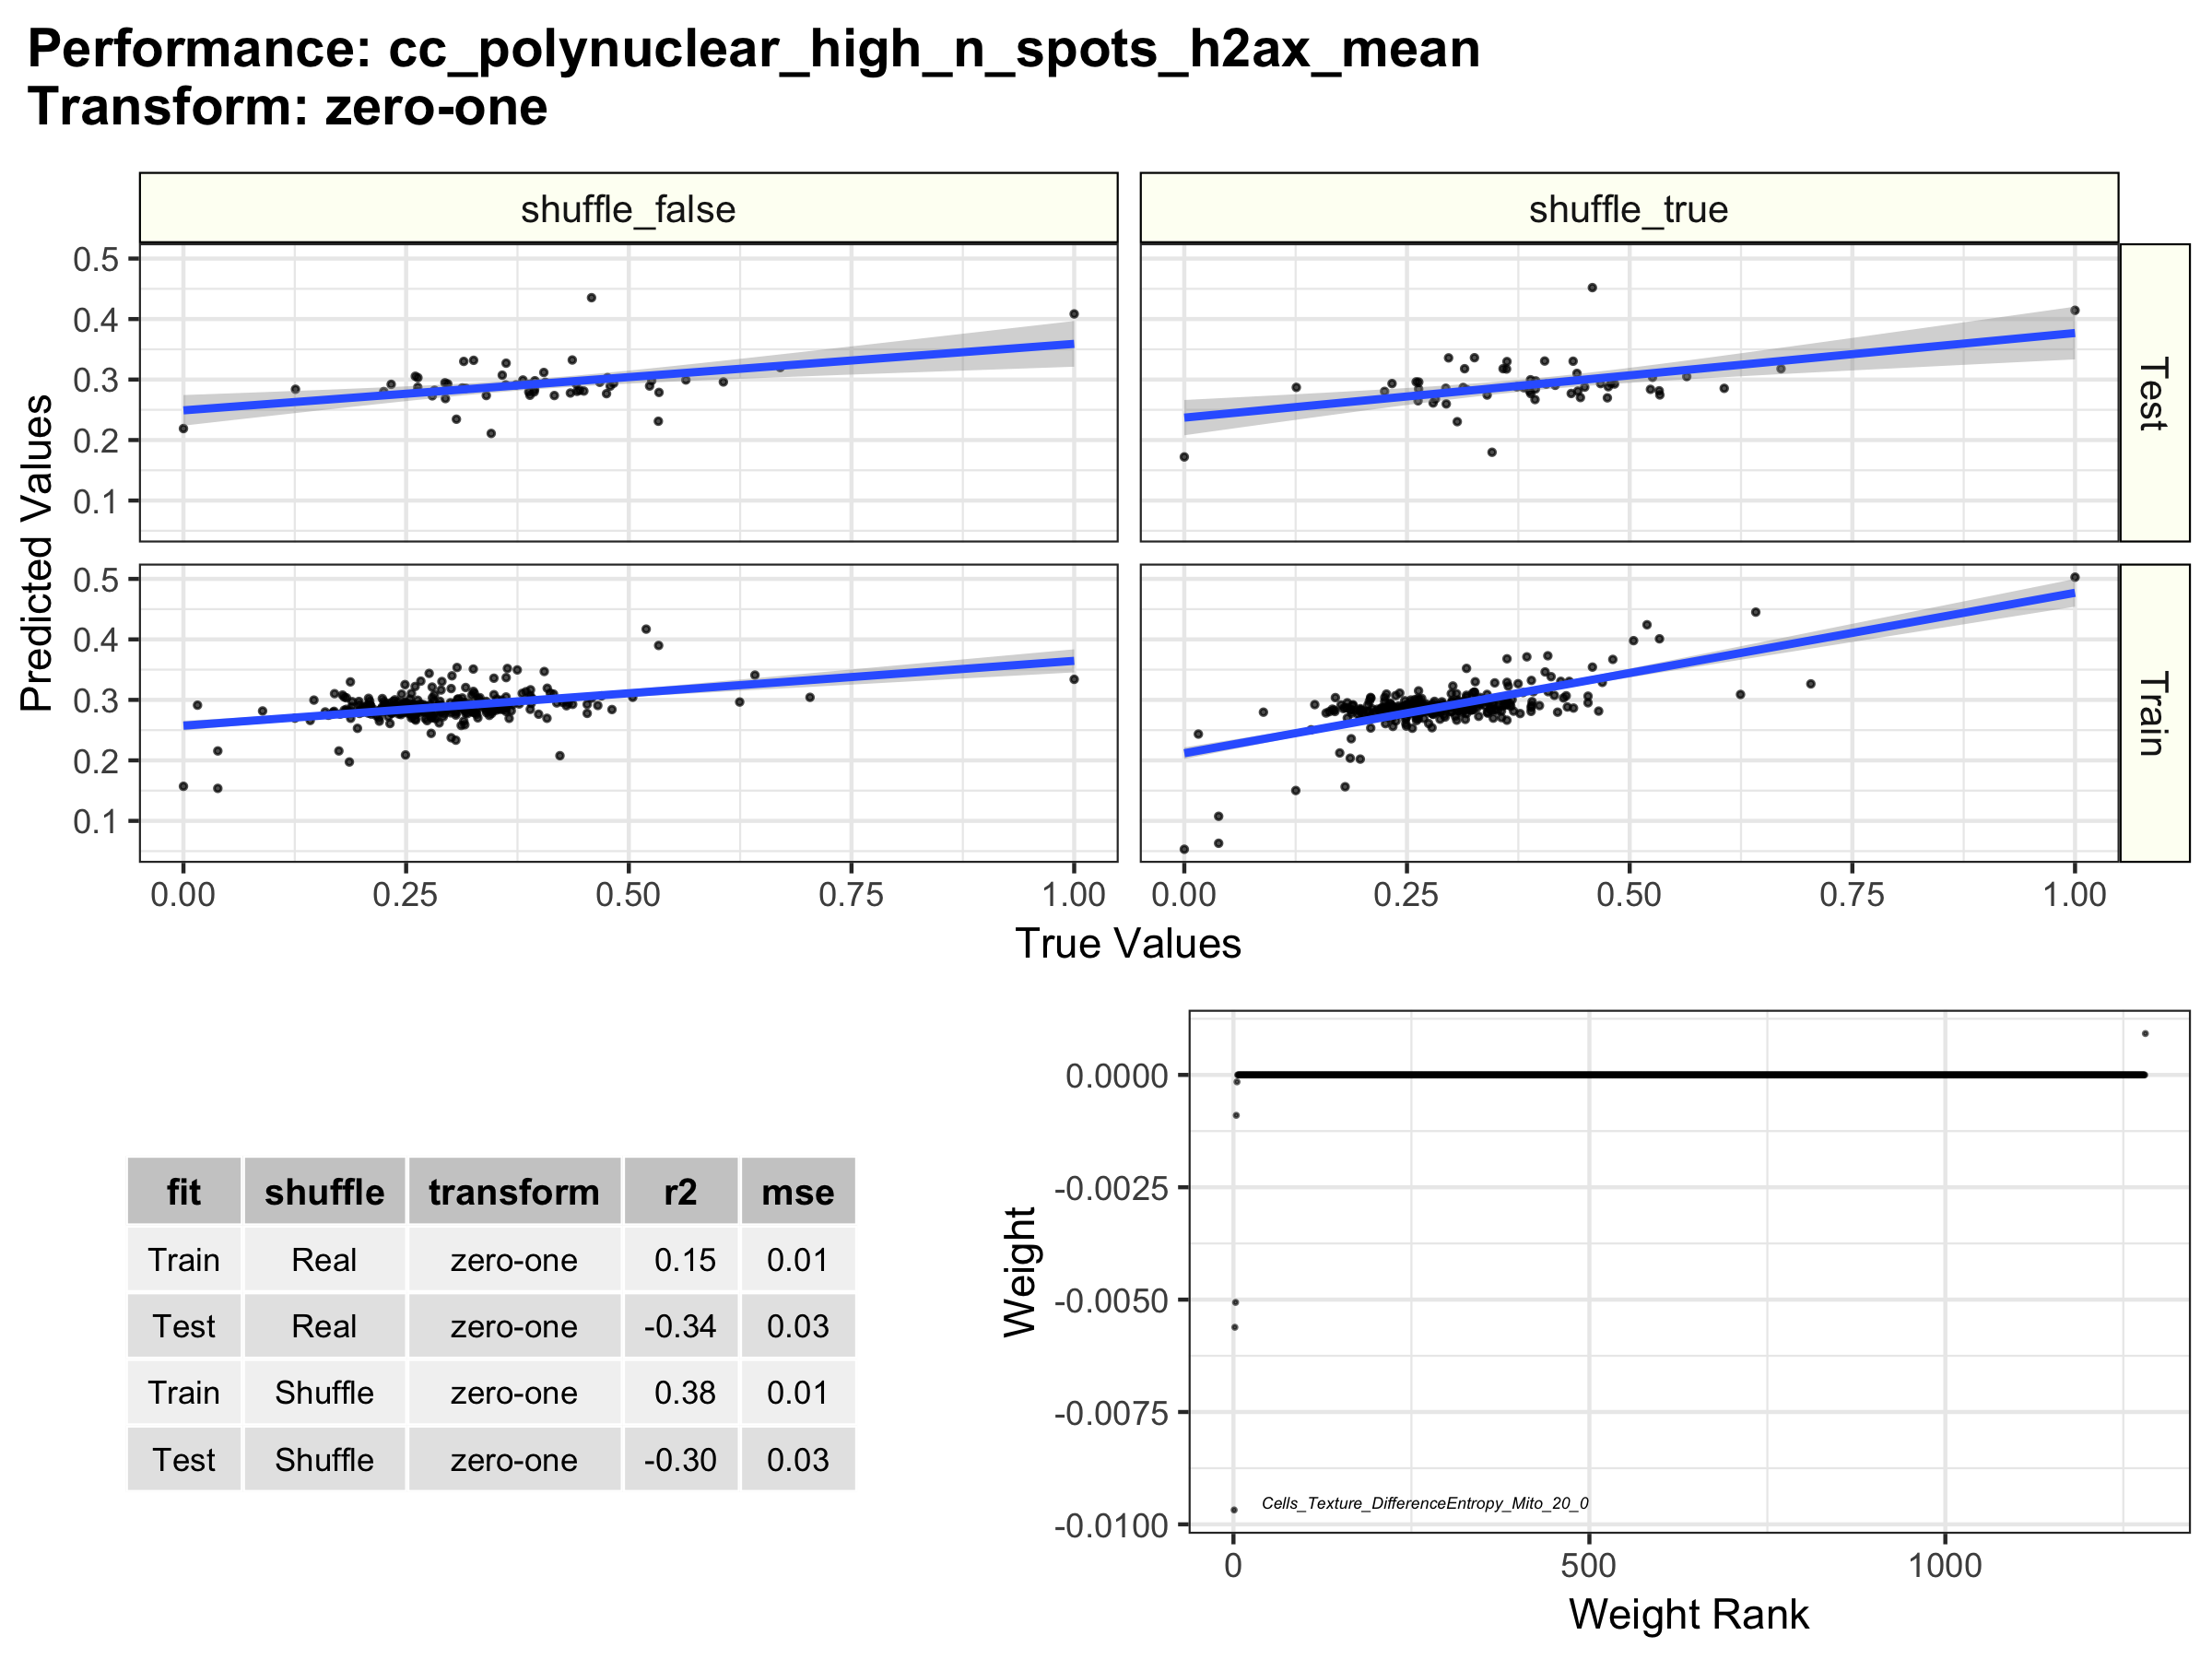 Performance: cc_polynuclear_high_n_spots_h2ax_mean
Transform: zero-one
shuffle_false
shuffle_true
0.5
0.4
0.3
0.2
0.1
Test
Predicted Values
0.5
0.4
0.3
0.2
0.1
Train
0.00 0.25 0.50 0.75 1.00 0.00 0.25 0.50 0.75 1.00
True Values
fit shuffle transform r2 mse
Train Real zero-one 0.15 0.01
Test Real zero-one -0.34 0.03
Train Shuffle zero-one 0.38 0.01
Test Shuffle zero-one -0.30 0.03
0.0000
-0.0025
-0.0050
-0.0075
-0.0100
Weight
Cells_Texture_DifferenceEntropy_Mito_20_0
0 500 1000
Weight Rank